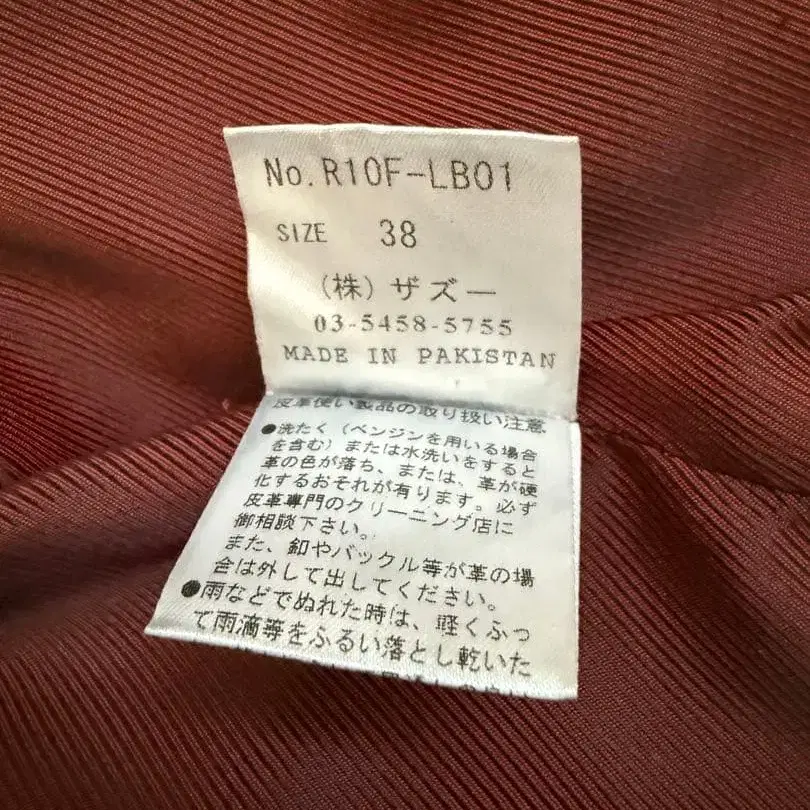 No. R10F-LB01
SIZE 38
(株) ザズー
03-5458-5755
MADE IN PAKISTAN
皮革使い製品の取り扱い注意
●洗たく (ベンジンを用いる場合
を含む) または水洗いをすると
革の色が落ち、または、革が硬
化するおそれが有ります。必ず
皮革専門のクリーニング店に
御相談下さい。
また、釦やバックル等が革の場
合は外して出してください。
●雨などでぬれた時は、軽くふっ
て雨滴等をふるい落とし乾いた